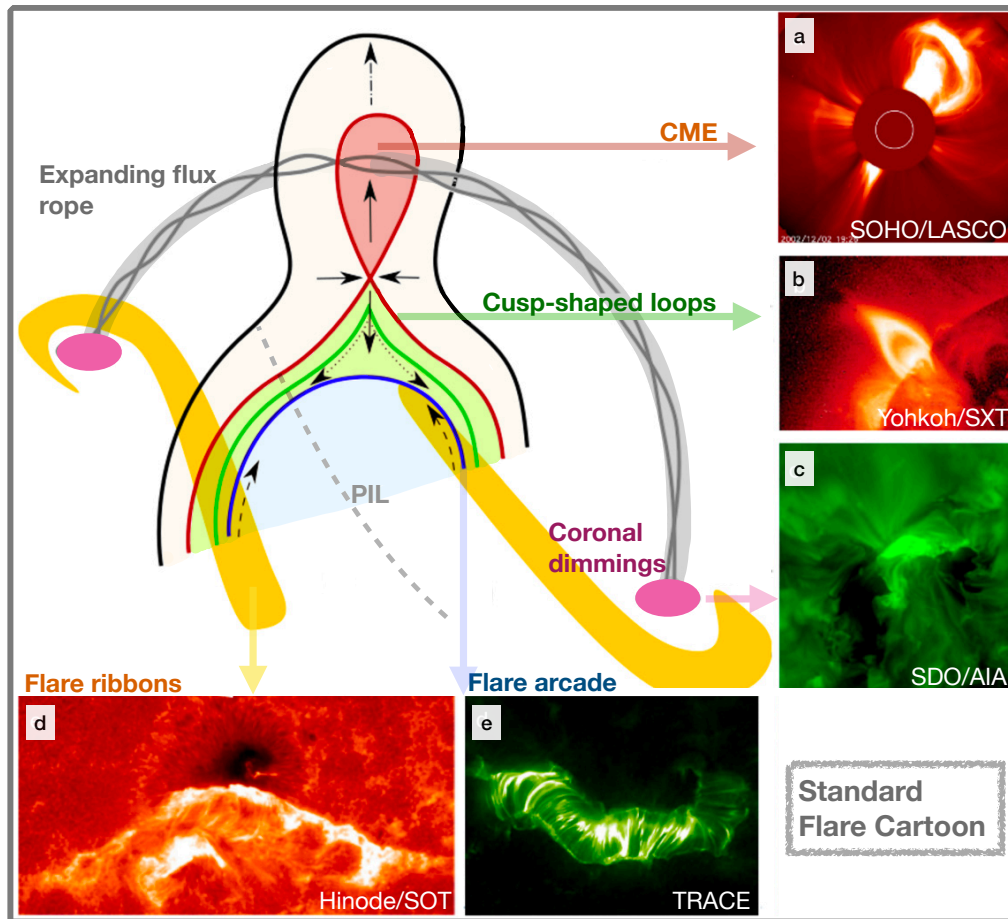 a
CME
Expanding flux
rope
SOHO/LASCO
2002/12/02 19:26
b
Cusp-shaped loops
Yohkoh/SXT
c
PIL
Coronal
dimmings
SDO/AIA
Flare ribbons
Flare arcade
d
e
Standard
Flare Cartoon
Hinode/SOT
TRACE